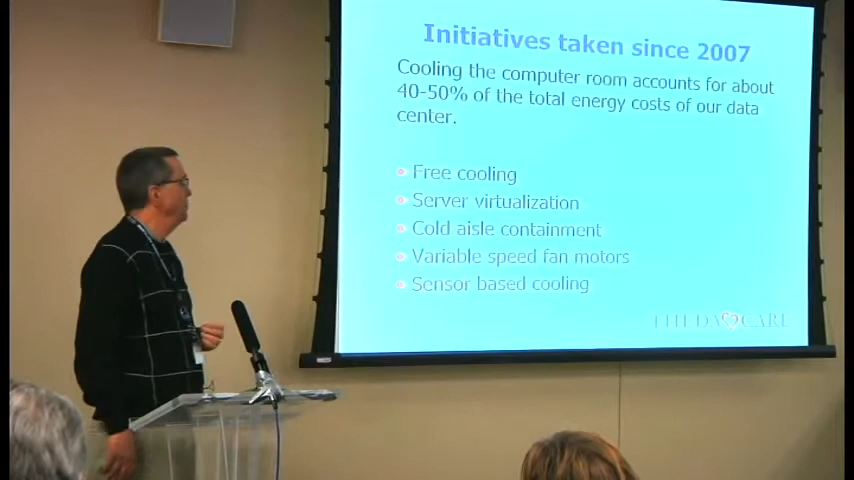 Initiatives taken since 2007
Cooling the computer room accounts for about
40-50% of the total energy costs of our data
center.
Free cooling
Server virtualization
Cold aisle containment
Variable speed fan motors
Sensor based cooling
THEDACARE